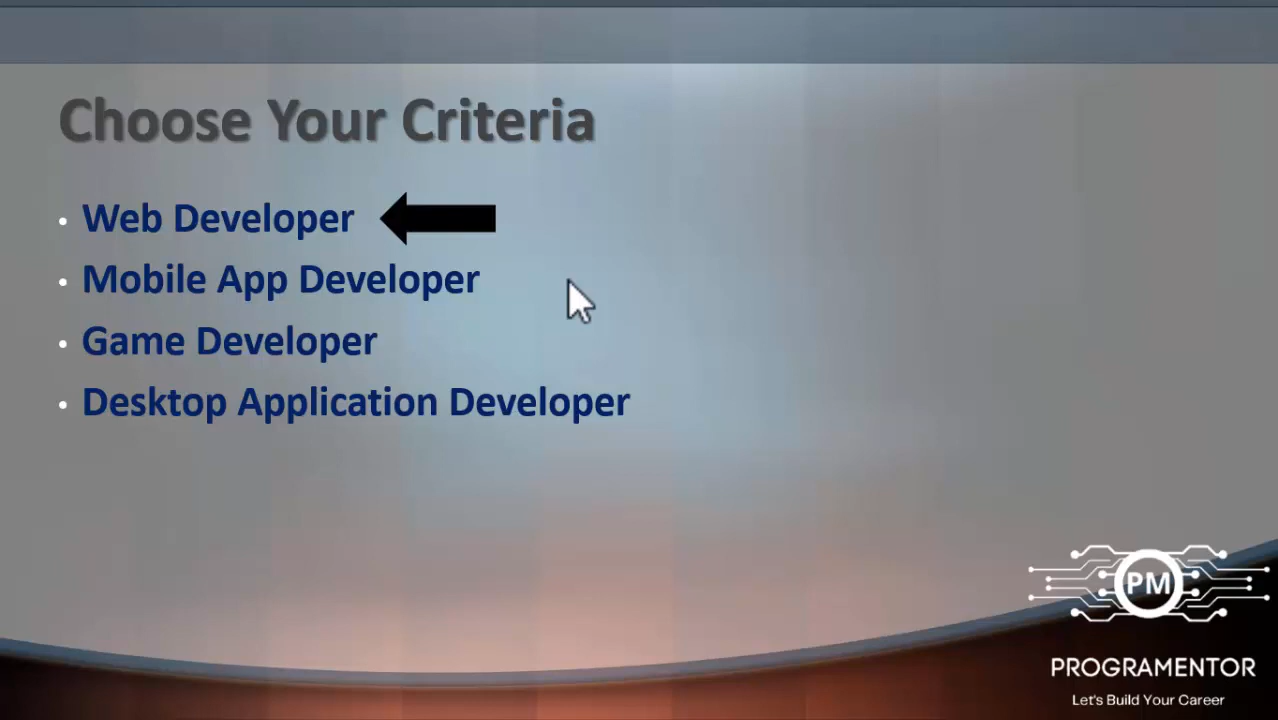 Choose Your Criteria
• Web Developer
• Mobile App Developer
• Game Developer
• Desktop Application Developer
PM
PROGRAMENTOR
Let's Build Your Career